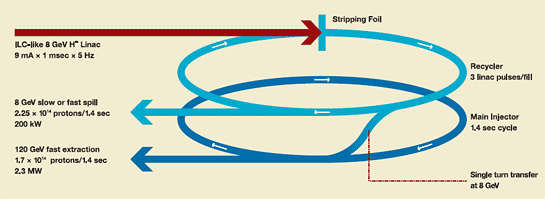 Stripping Foil
ILC-like 8 GeV H⁻ Linac
9 mA × 1 msec × 5 Hz
Recycler
3 linac pulses/fill
8 GeV slow or fast spill
2.25 × 10¹⁴ protons/1.4 sec
200 kW
Main Injector
1.4 sec cycle
120 GeV fast extraction
1.7 × 10¹⁴ protons/1.4 sec
2.3 MW
Single turn transfer
at 8 GeV